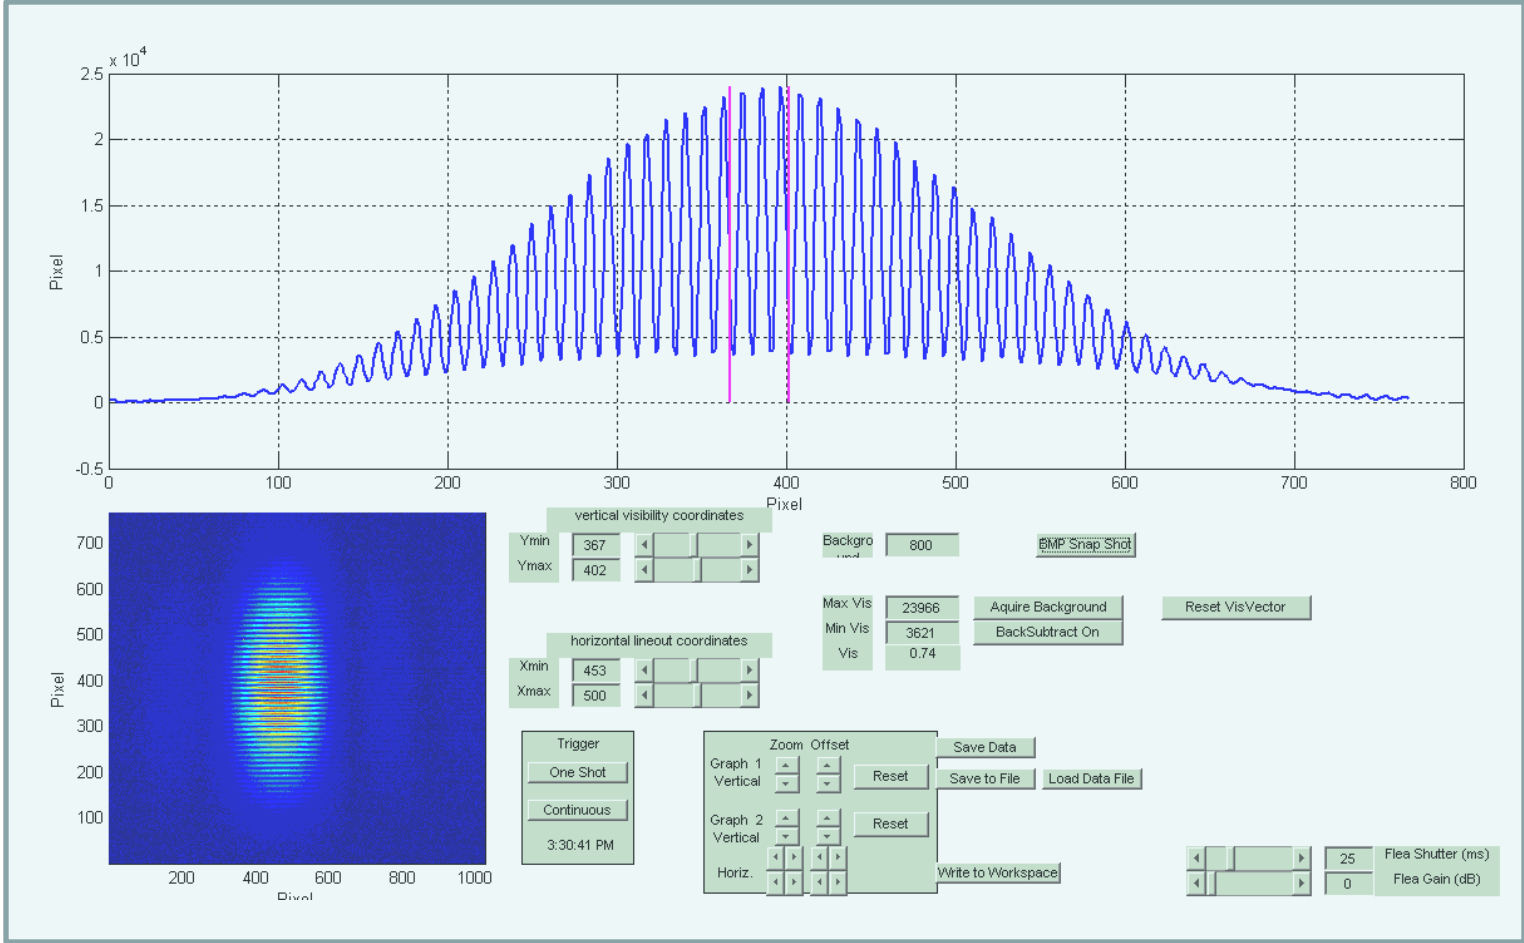 x 10^4
2.5
2
1.5
1
0.5
0
-0.5
Pixel
0 100 200 300 400 500 600 700 800
Pixel
700
600
500
400
300
200
100
Pixel
200 400 600 800 1000
Pixel
vertical visibility coordinates
Ymin 367
Ymax 402
horizontal lineout coordinates
Xmin 453
Xmax 500
Backgro
und 800
BMP Snap Shot
Max Vis 23966 Aquire Background Reset VisVector
Min Vis 3621 BackSubtract On
Vis 0.74
Trigger
One Shot
Continuous
3:30:41 PM
Zoom Offset
Graph 1
Vertical
Reset
Graph 2
Vertical
Reset
Horiz.
Save Data
Save to File Load Data File
Write to Workspace
25 Flea Shutter (ms)
0 Flea Gain (dB)